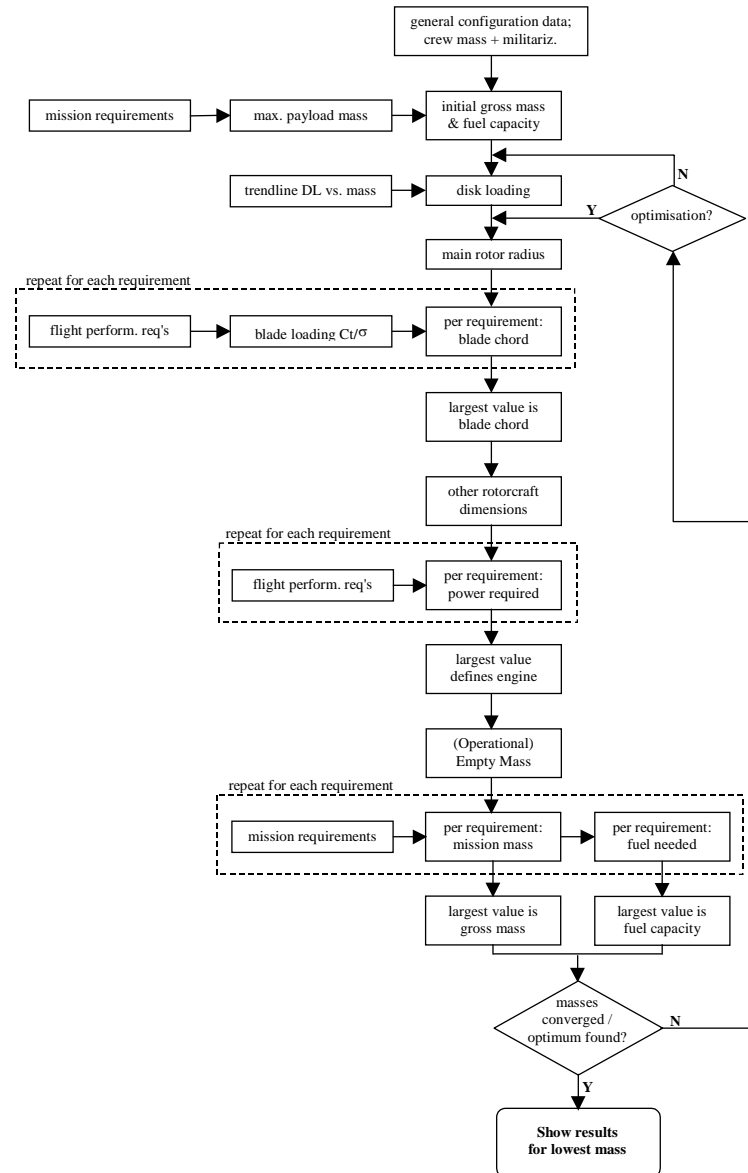 general configuration data;
crew mass + militariz.
mission requirements
max. payload mass
initial gross mass
& fuel capacity
N
trendline DL vs. mass
disk loading
Y
optimisation?
main rotor radius
repeat for each requirement
flight perform. req's
blade loading Ct/σ
per requirement:
blade chord
largest value is
blade chord
other rotorcraft
dimensions
repeat for each requirement
flight perform. req's
per requirement:
power required
largest value
defines engine
(Operational)
Empty Mass
repeat for each requirement
mission requirements
per requirement:
mission mass
per requirement:
fuel needed
largest value is
gross mass
largest value is
fuel capacity
masses
converged /
optimum found?
N
Y
Show results
for lowest mass